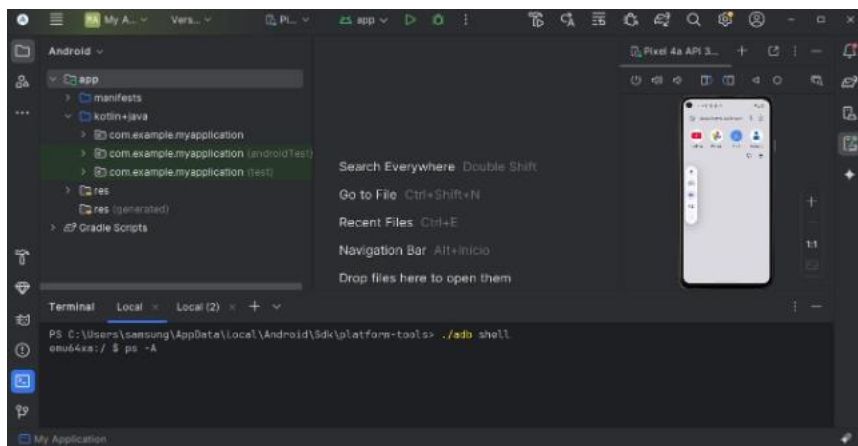 MA My A... Vers... Pi... app
Android
Pixel 4a API 3...
app
manifests
kotlin+java
com.example.myapplication
com.example.myapplication (androidTest)
com.example.myapplication (test)
res
res (generated)
Gradle Scripts
Search Everywhere Double Shift
Go to File Ctrl+Shift+N
Recent Files Ctrl+E
Navigation Bar Alt+Inicio
Drop files here to open them
1:1
Terminal Local Local (2)
PS C:\Users\samsung\AppData\Local\Android\Sdk\platform-tools> ./adb shell
emu64xa:/ $ ps -A
My Application